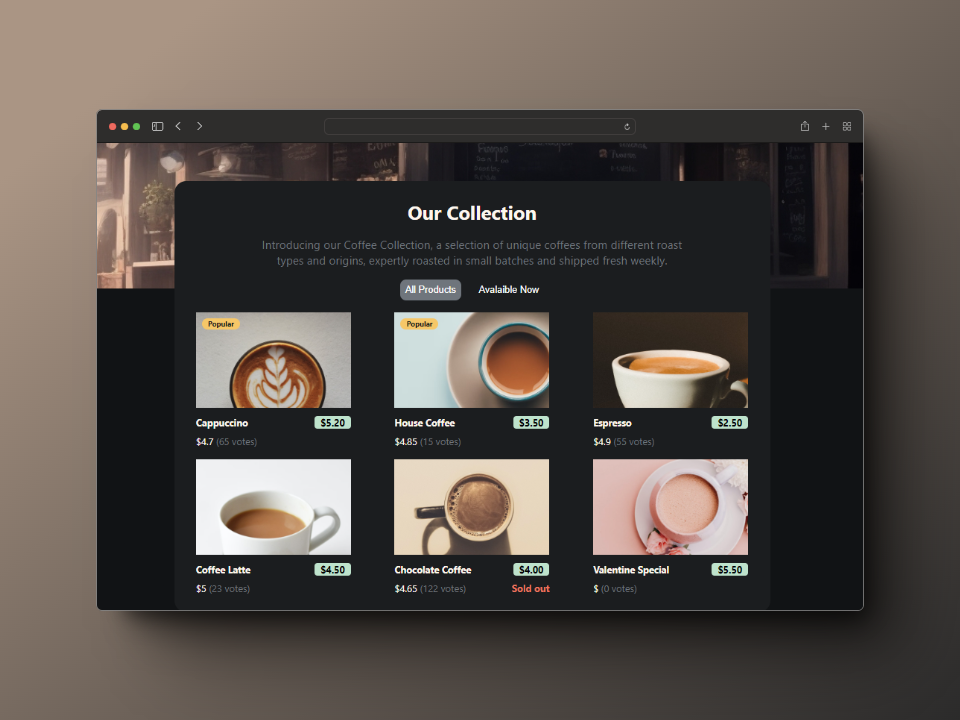 Our Collection
Introducing our Coffee Collection, a selection of unique coffees from different roast
types and origins, expertly roasted in small batches and shipped fresh weekly.
All Products Avalaible Now
Popular Popular
Cappuccino $5.20 House Coffee $3.50 Espresso $2.50
$4.7 (65 votes) $4.85 (15 votes) $4.9 (55 votes)
Coffee Latte $4.50 Chocolate Coffee $4.00 Valentine Special $5.50
$5 (23 votes) $4.65 (122 votes) Sold out $ (0 votes)